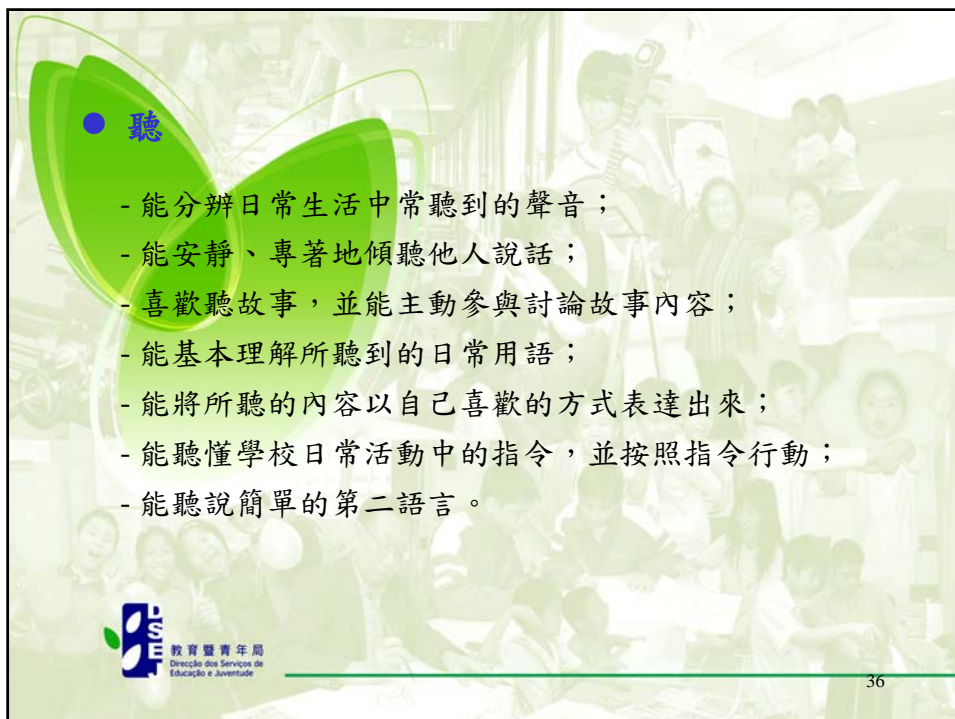 ● 聽
- 能分辨日常生活中常聽到的聲音；
- 能安靜、專著地傾聽他人說話；
- 喜歡聽故事，並能主動參與討論故事內容；
- 能基本理解所聽到的日常用語；
- 能將所聽的內容以自己喜歡的方式表達出來；
- 能聽懂學校日常活動中的指令，並按照指令行動；
- 能聽說簡單的第二語言。
DSEJ
教育暨青年局
Direcção dos Serviços de
Educação e Juventude
36